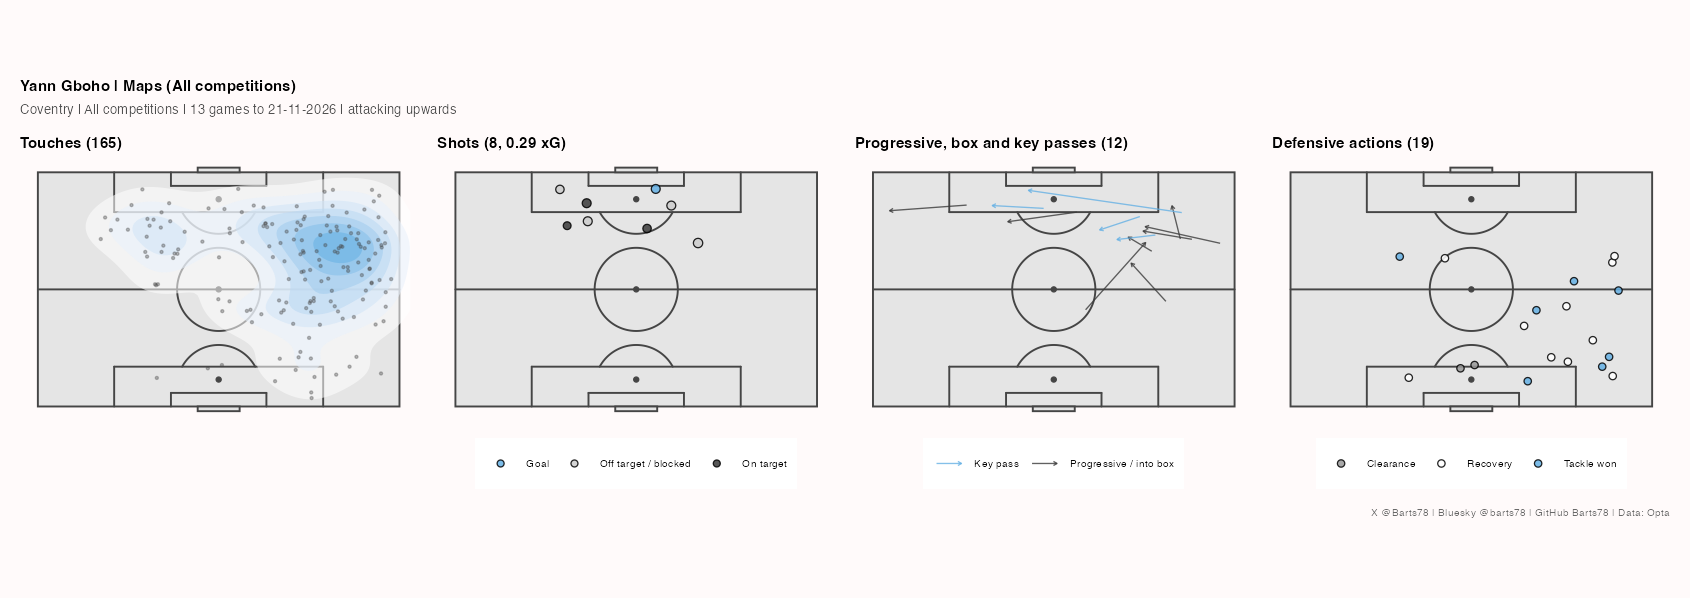 Yann Gboho | Maps (All competitions)
Coventry | All competitions | 13 games to 21-11-2026 | attacking upwards
Touches (165)
Shots (8, 0.29 xG)
Progressive, box and key passes (12)
Defensive actions (19)
Goal
Off target / blocked
On target
Key pass
Progressive / into box
Clearance
Recovery
Tackle won
X @Barts78 | Bluesky @barts78 | GitHub Barts78 | Data: Opta